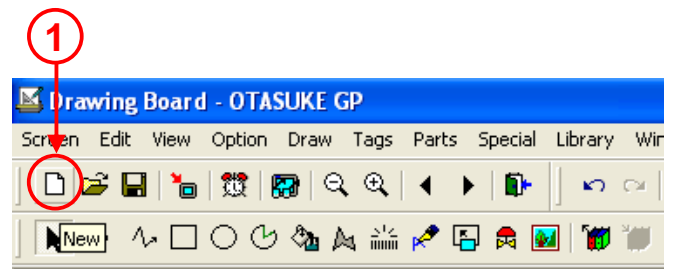 1
Drawing Board - OTASUKE GP
Screen Edit View Option Draw Tags Parts Special Library Win
New